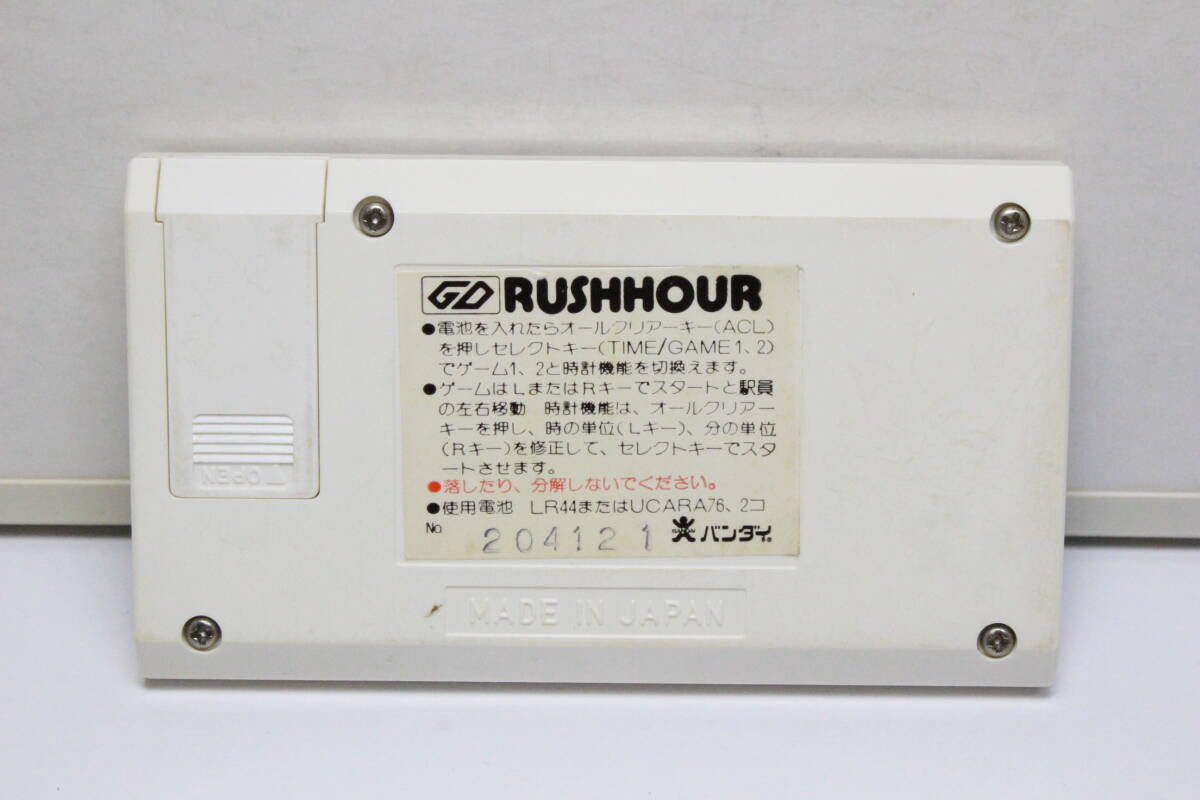 GD RUSHHOUR
●電池を入れたらオールクリアーキー(ACL)
を押しセレクトキー(TIME/GAME1、2)
でゲーム1、2と時計機能を切換えます。
●ゲームはLまたはRキーでスタートと駅員
の左右移動 時計機能は、オールクリアー
キーを押し、時の単位(Lキー)、分の単位
(Rキー)を修正して、セレクトキーでスタ
ートさせます。
●落したり、分解しないでください。
●使用電池 LR44またはUCARA76、2コ
No 204121 バンダイ
OPEN
MADE IN JAPAN